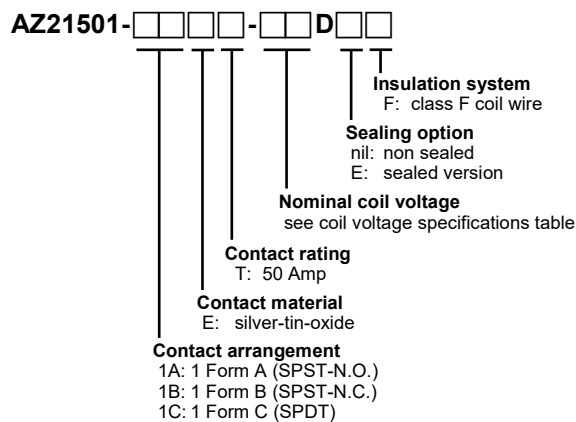 AZ21501-□□□□-□□D□□
Insulation system
F: class F coil wire
Sealing option
nil: non sealed
E: sealed version
Nominal coil voltage
see coil voltage specifications table
Contact rating
T: 50 Amp
Contact material
E: silver-tin-oxide
Contact arrangement
1A: 1 Form A (SPST-N.O.)
1B: 1 Form B (SPST-N.C.)
1C: 1 Form C (SPDT)